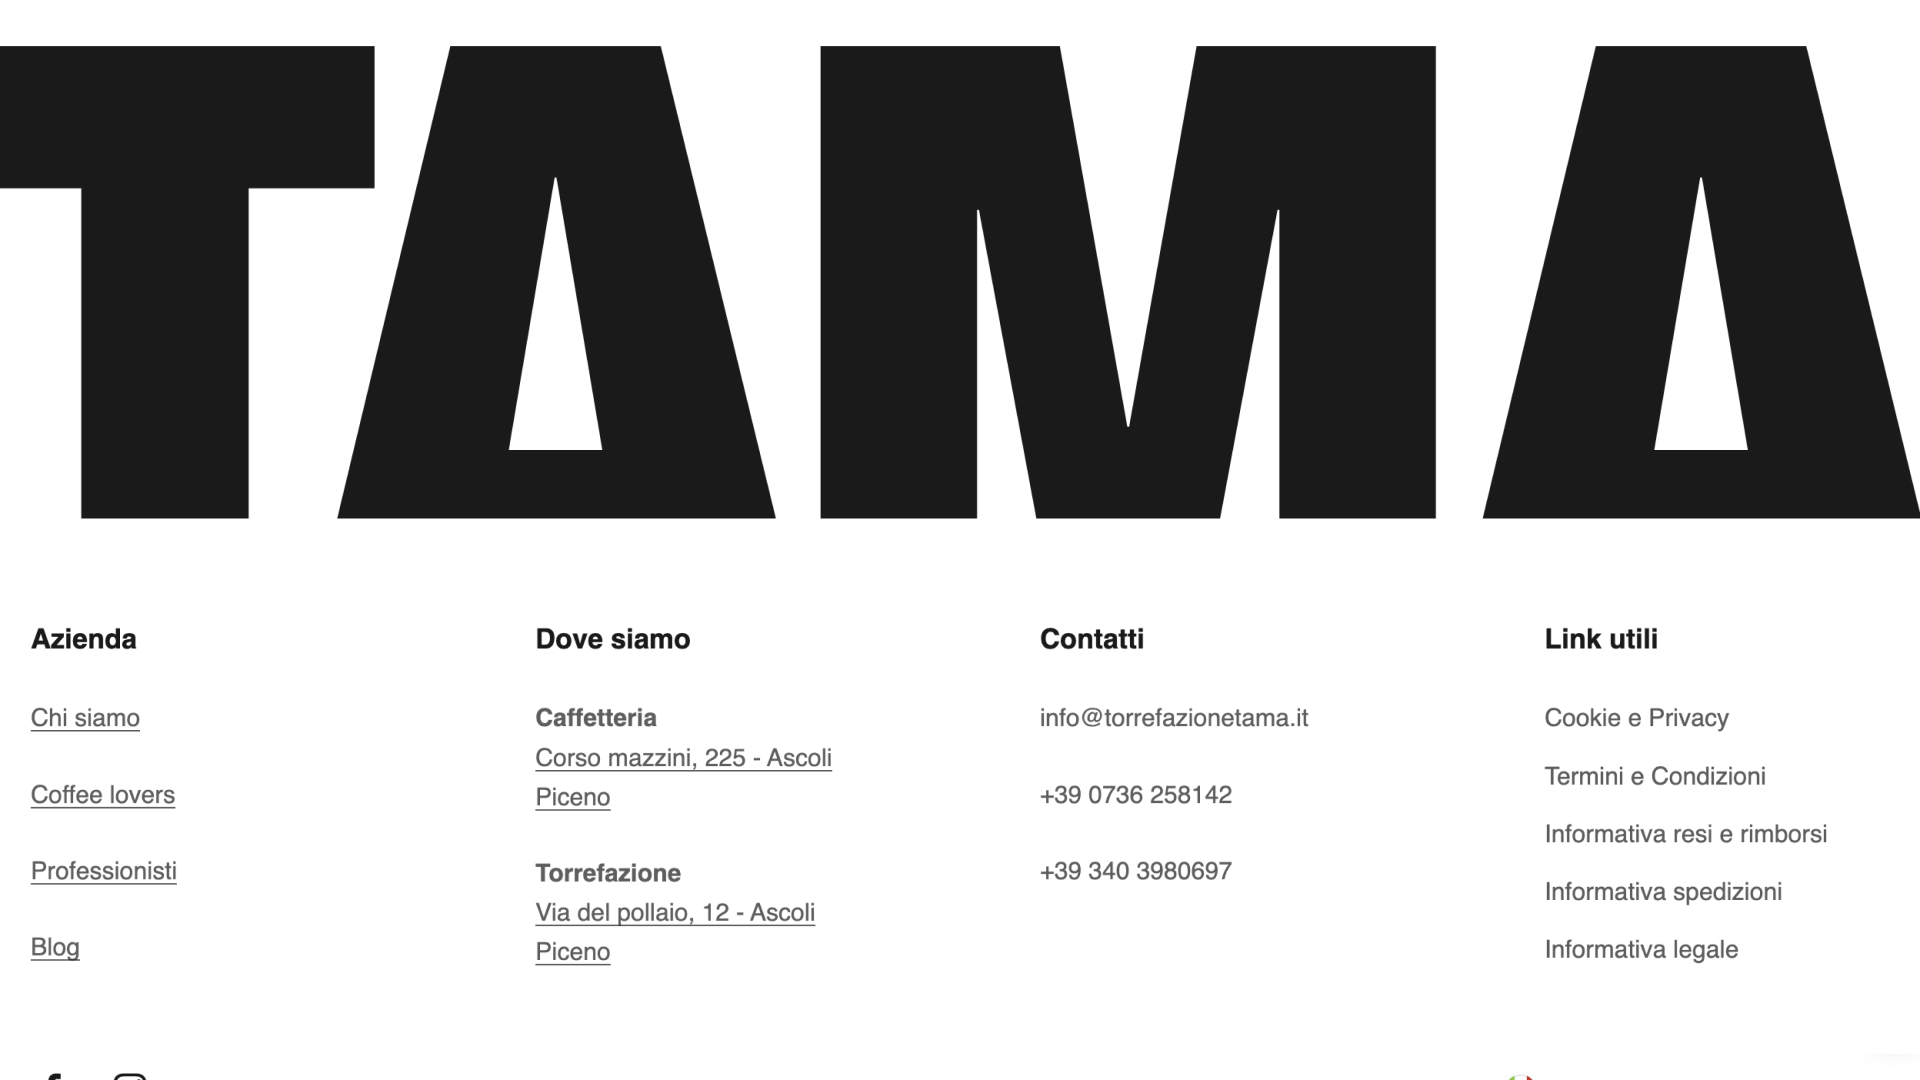 TAMA
Azienda
Chi siamo
Coffee lovers
Professionisti
Blog
Dove siamo
Caffetteria
Corso mazzini, 225 - Ascoli
Piceno
Torrefazione
Via del pollaio, 12 - Ascoli
Piceno
Contatti
info@torrefazionetama.it
+39 0736 258142
+39 340 3980697
Link utili
Cookie e Privacy
Termini e Condizioni
Informativa resi e rimborsi
Informativa spedizioni
Informativa legale